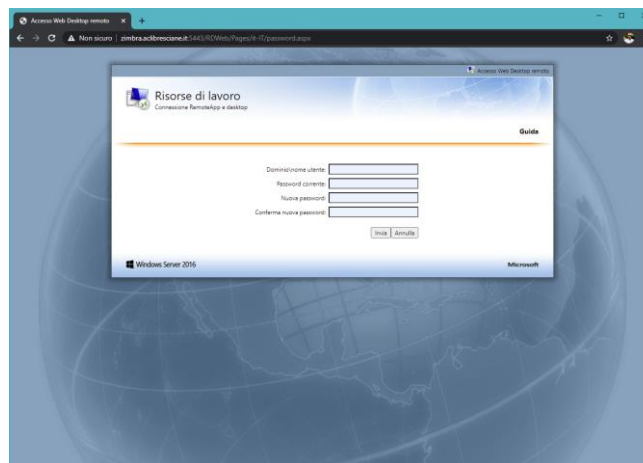 Accesso Web Desktop remoto
Non sicuro | zimbra.aclibresciane.it:5443/RDWeb/Pages/it-IT/password.aspx
Accesso Web Desktop remoto
Risorse di lavoro
Connessione RemoteApp e desktop
Guida
Dominio\nome utente:
Password corrente:
Nuova password:
Conferma nuova password:
Invia Annulla
Windows Server 2016 Microsoft